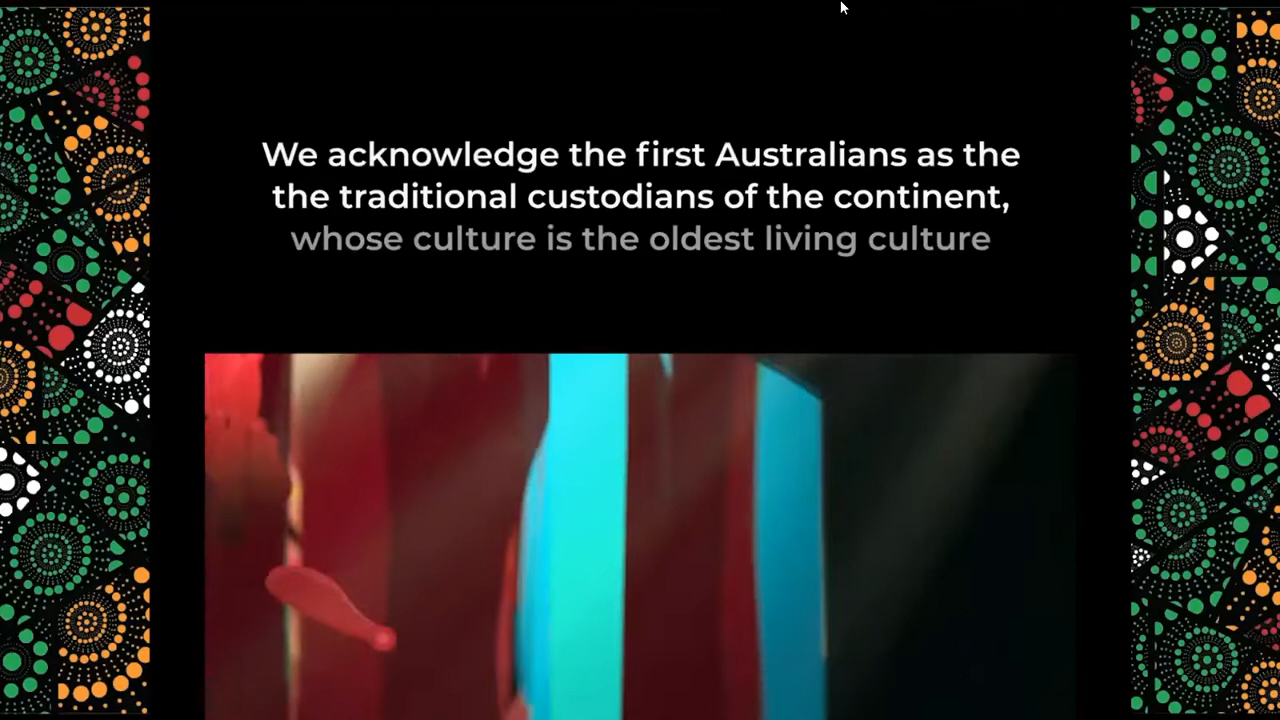 We acknowledge the first Australians as the
the traditional custodians of the continent,
whose culture is the oldest living culture